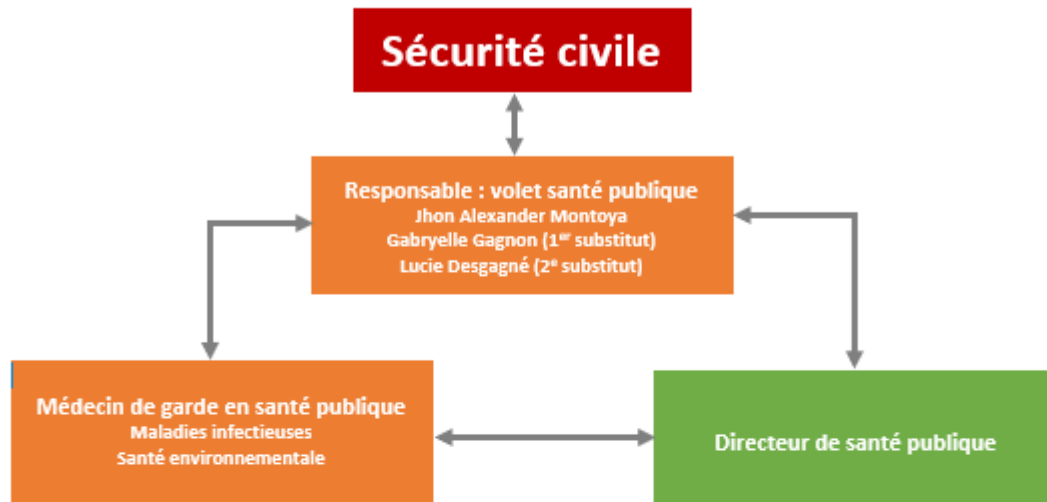 Sécurité civile
Responsable : volet santé publique
Jhon Alexander Montoya
Gabryelle Gagnon (1er substitut)
Lucie Desgagné (2e substitut)
Médecin de garde en santé publique
Maladies infectieuses
Santé environnementale
Directeur de santé publique